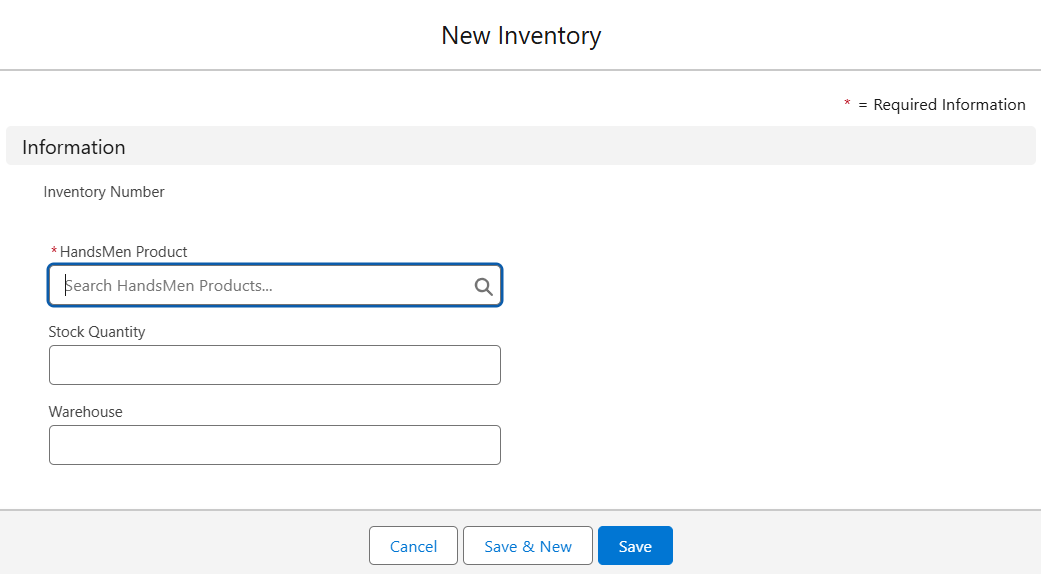 New Inventory
* = Required Information
Information
Inventory Number
*HandsMen Product
Search HandsMen Products...
Stock Quantity
Warehouse
Cancel
Save & New
Save